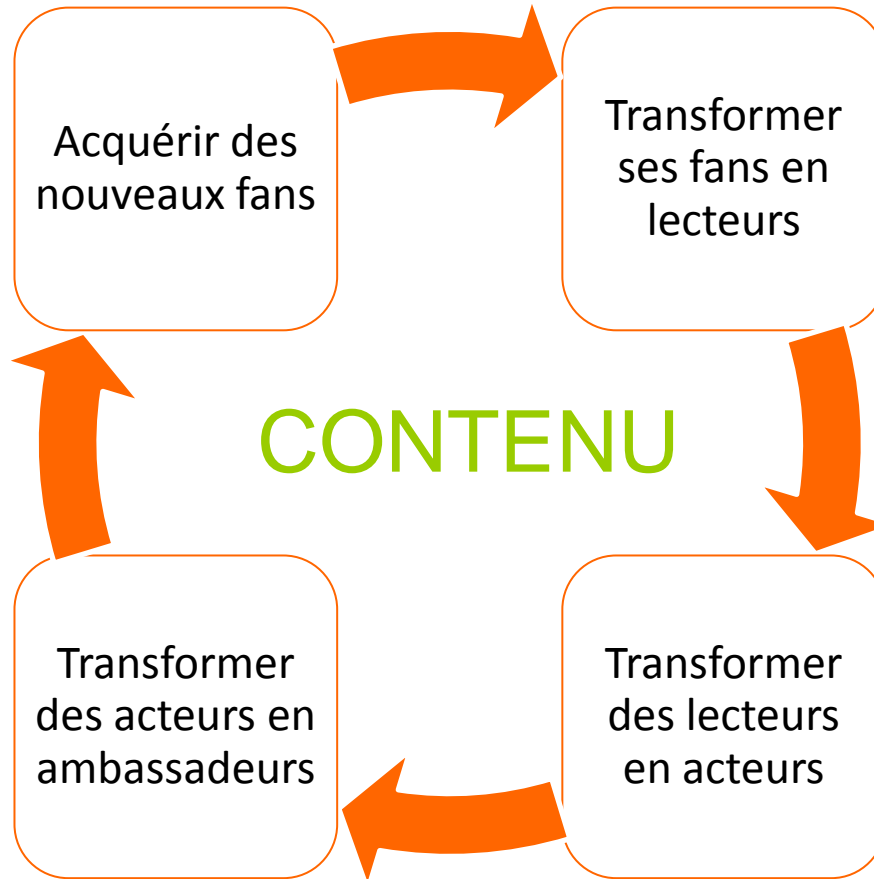 Acquérir des
nouveaux fans
Transformer
ses fans en
lecteurs
CONTENU
Transformer
des acteurs en
ambassadeurs
Transformer
des lecteurs
en acteurs